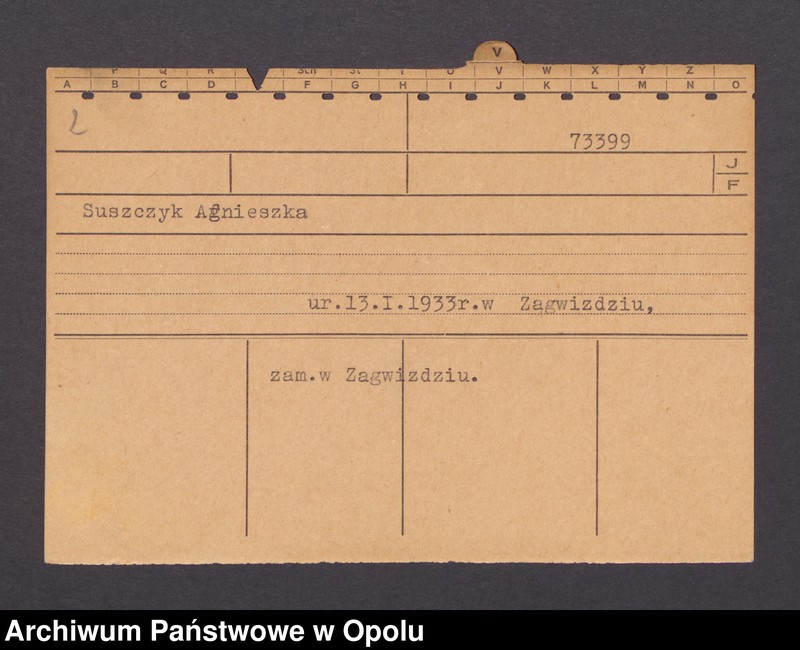 V
P Q R Sch St T U V W X Y Z
A B C D F G H I J K L M N O
2
73399
J
F
Suszczyk Agnieszka
ur.13.I.1933r.w Zagwizdziu,
zam.w Zagwizdziu.
Archiwum Państwowe w Opolu